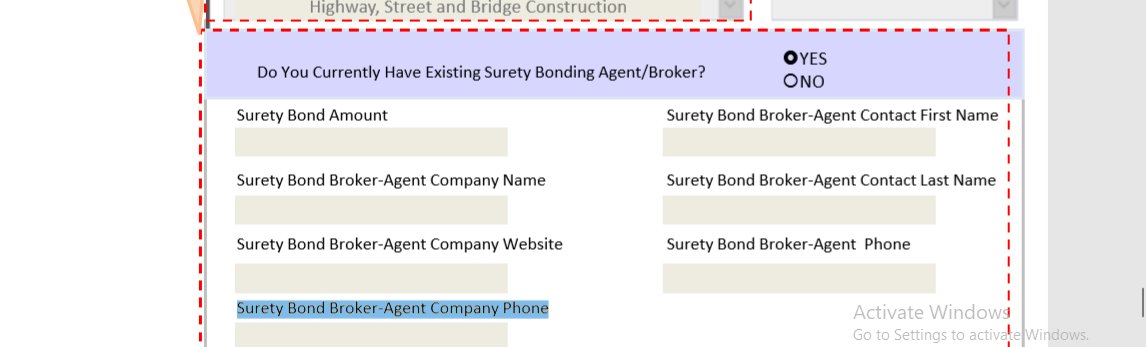 Highway, Street and Bridge Construction
Do You Currently Have Existing Surety Bonding Agent/Broker?
YES
NO
Surety Bond Amount
Surety Bond Broker-Agent Contact First Name
Surety Bond Broker-Agent Company Name
Surety Bond Broker-Agent Contact Last Name
Surety Bond Broker-Agent Company Website
Surety Bond Broker-Agent  Phone
Surety Bond Broker-Agent Company Phone
Activate Windows
Go to Settings to activate Windows.